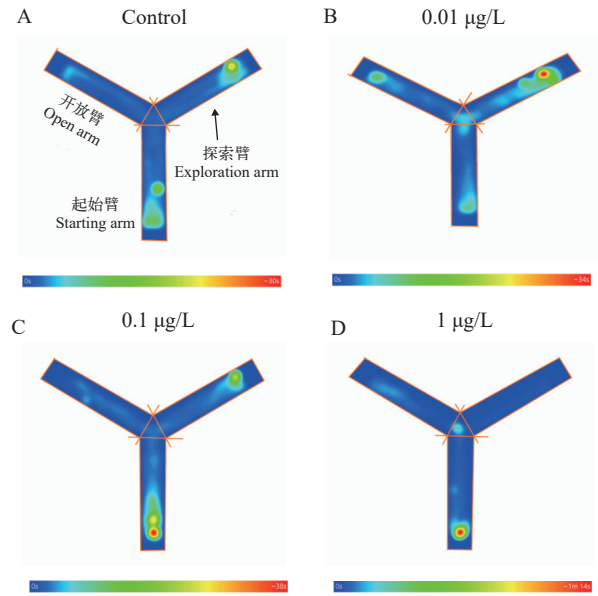 A
Control
开放臂
Open arm
探索臂
Exploration arm
起始臂
Starting arm
0s
~30s
B
0.01 μg/L
0s
~34s
C
0.1 μg/L
0s
~38s
D
1 μg/L
0s
~1m 14s